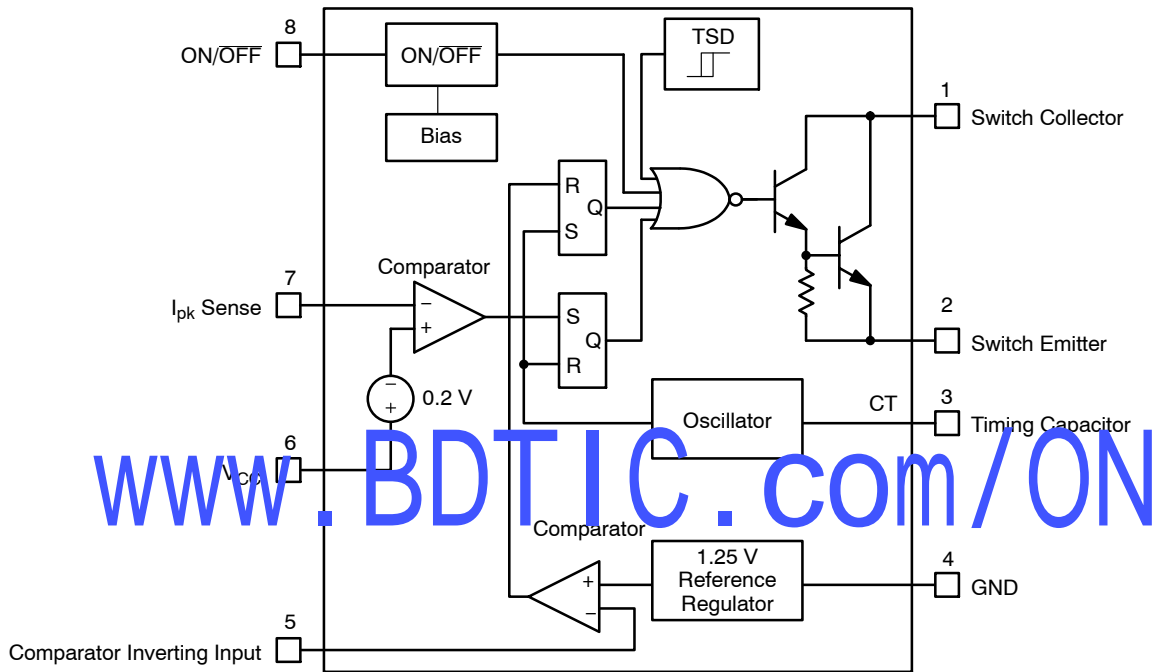 8
ON/OFF
ON/OFF
Bias
TSD
1
Switch Collector
R
Q
S
Comparator
7
Ipk Sense
−
+
S
Q
R
2
Switch Emitter
−
+
0.2 V
Oscillator
CT
3
Timing Capacitor
6
VCC
www.BDTIC.com/ON
Comparator
1.25 V
Reference
Regulator
+
−
4
GND
5
Comparator Inverting Input